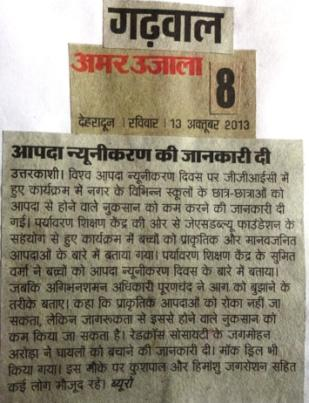 गढ़वाल
अमर उजाला
8
देहरादून । रविवार । 13 अक्तूबर 2013
आपदा न्यूनीकरण की जानकारी दी
उत्तरकाशी। विश्व आपदा न्यूनीकरण दिवस पर जीजीआईसी में
हुए कार्यक्रम में नगर के विभिन्न स्कूलों के छात्र-छात्राओं को
आपदा से होने वाले नुकसान को कम करने की जानकारी दी
गई। पर्यावरण शिक्षण केंद्र की ओर से जेएसडब्ल्यू फाउंडेशन के
सहयोग से हुए कार्यक्रम में बच्चों को प्राकृतिक और मानवजनित
आपदाओं के बारे में बताया गया। पर्यावरण शिक्षण केंद्र के सुमित
वर्मा ने बच्चों को आपदा न्यूनीकरण दिवस के बारे में बताया।
जबकि अग्निशमन अधिकारी पूरणचंद ने आग को बुझाने के
तरीके बताए। कहा कि प्राकृतिक आपदाओं को रोका नहीं जा
सकता, लेकिन जागरूकता से इससे होने वाले नुकसान को
कम किया जा सकता है। रेडक्रॉस सोसायटी के जगमोहन
अरोड़ा ने घायलों को बचाने की जानकारी दी। मॉक ड्रिल भी
किया गया। इस मौके पर कुशपाल और हिमांशु जगरोशन सहित
कई लोग मौजूद रहे। ब्यूरो